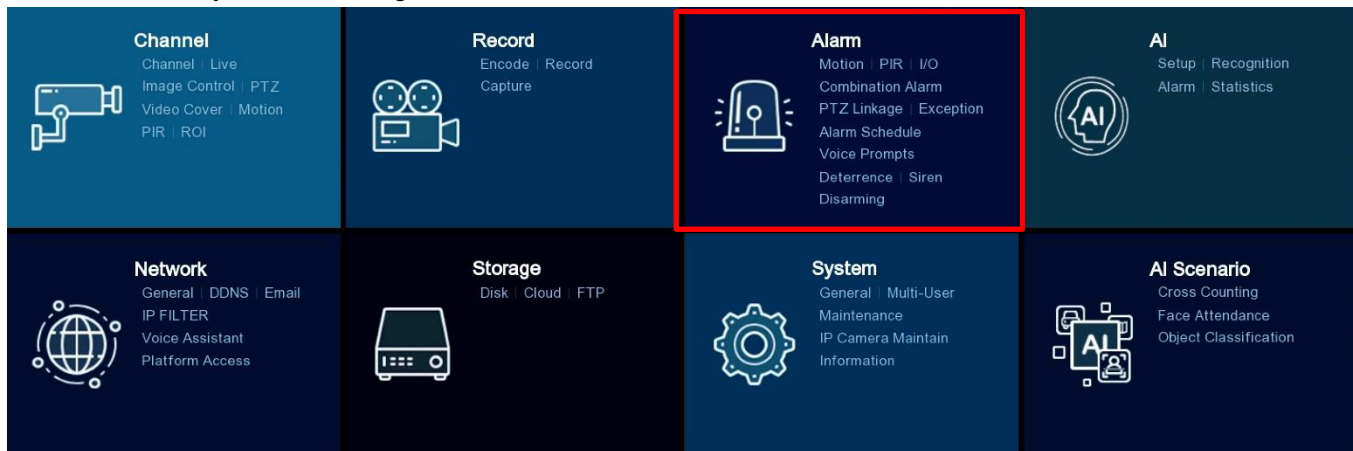 Channel
Channel | Live
Image Control | PTZ
Video Cover | Motion
PIR | ROI
Record
Encode | Record
Capture
Alarm
Motion | PIR | I/O
Combination Alarm
PTZ Linkage | Exception
Alarm Schedule
Voice Prompts
Deterrence | Siren
Disarming
AI
Setup | Recognition
Alarm | Statistics
AI
Network
General | DDNS | Email
IP FILTER
Voice Assistant
Platform Access
Storage
Disk | Cloud | FTP
System
General | Multi-User
Maintenance
IP Camera Maintain
Information
AI Scenario
Cross Counting
Face Attendance
Object Classification
AI